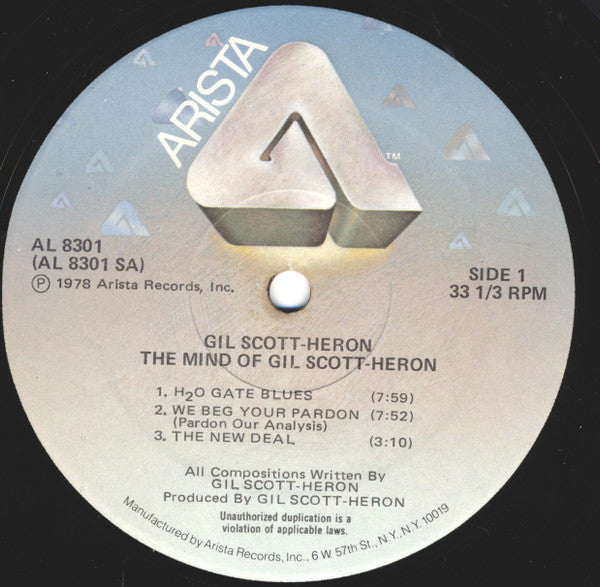 ARISTA
TM
AL 8301
(AL 8301 SA)
Ⓟ 1978 Arista Records, Inc.
SIDE 1
33 1/3 RPM
GIL SCOTT-HERON
THE MIND OF GIL SCOTT-HERON
1. H₂O GATE BLUES (7:59)
2. WE BEG YOUR PARDON (7:52)
(Pardon Our Analysis)
3. THE NEW DEAL (3:10)
All Compositions Written By
GIL SCOTT-HERON
Produced By GIL SCOTT-HERON
Unauthorized duplication is a
violation of applicable laws.
Manufactured by Arista Records, Inc., 6 W. 57th St., N.Y., N.Y. 10019